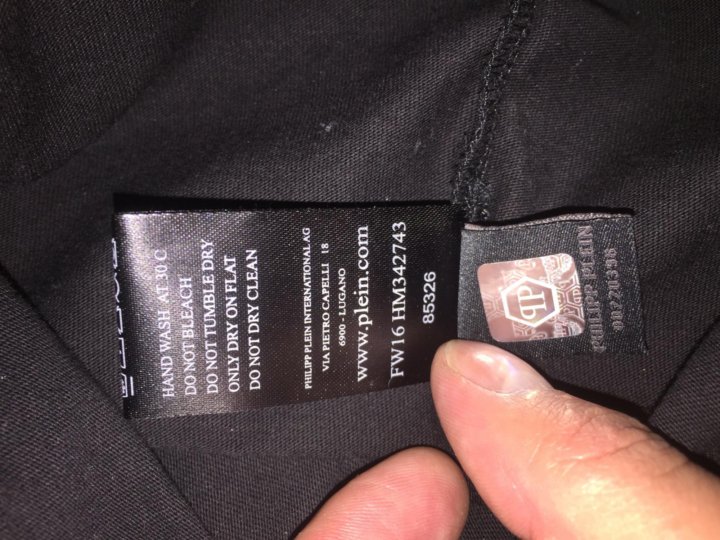 HAND WASH AT 30 C
DO NOT BLEACH
DO NOT TUMBLE DRY
ONLY DRY ON FLAT
DO NOT DRY CLEAN
PHILIPP PLEIN INTERNATIONAL AG
VIA PIETRO CAPELLI 18
6900 - LUGANO
www.plein.com
FW16 HM342743
85326
PHILIPP PLEIN